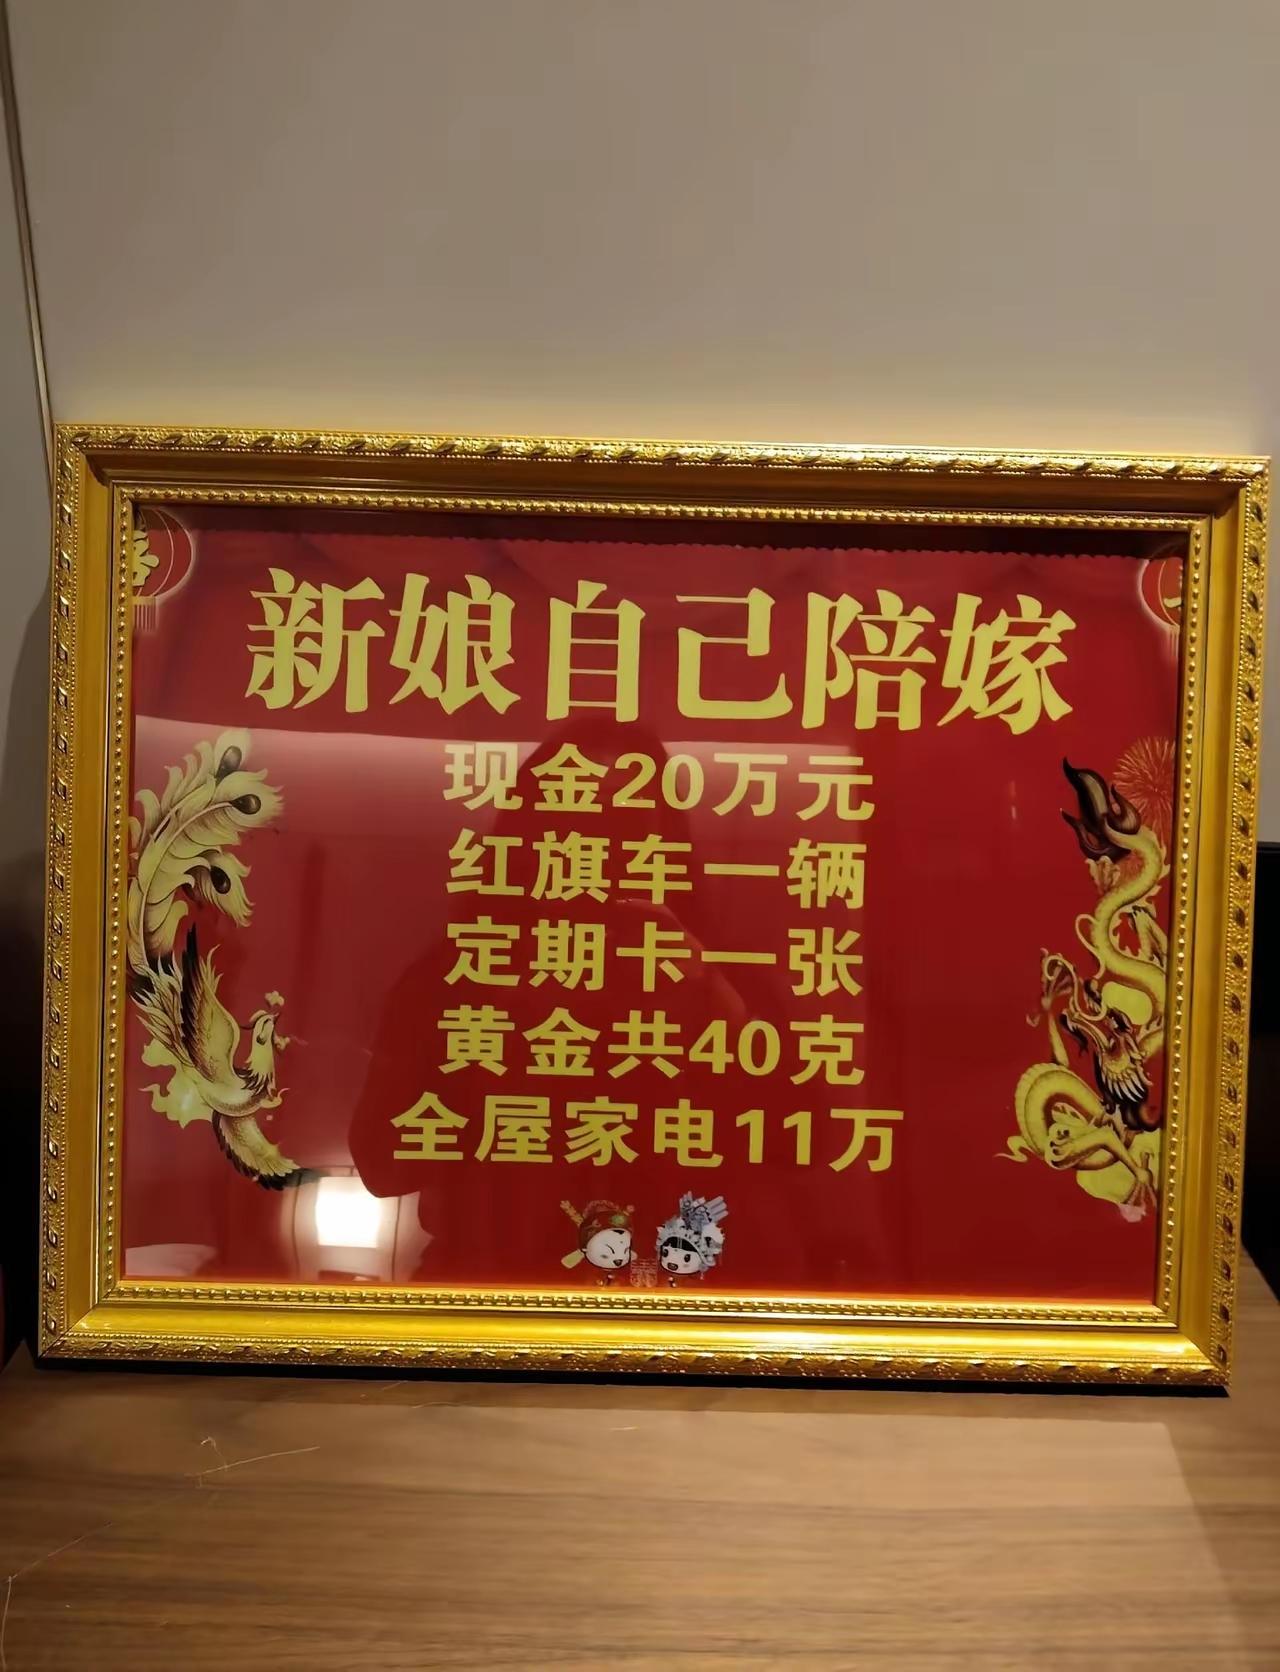 新娘自己陪嫁
现金20万元
红旗车一辆
定期卡一张
黄金共40克
全屋家电11万